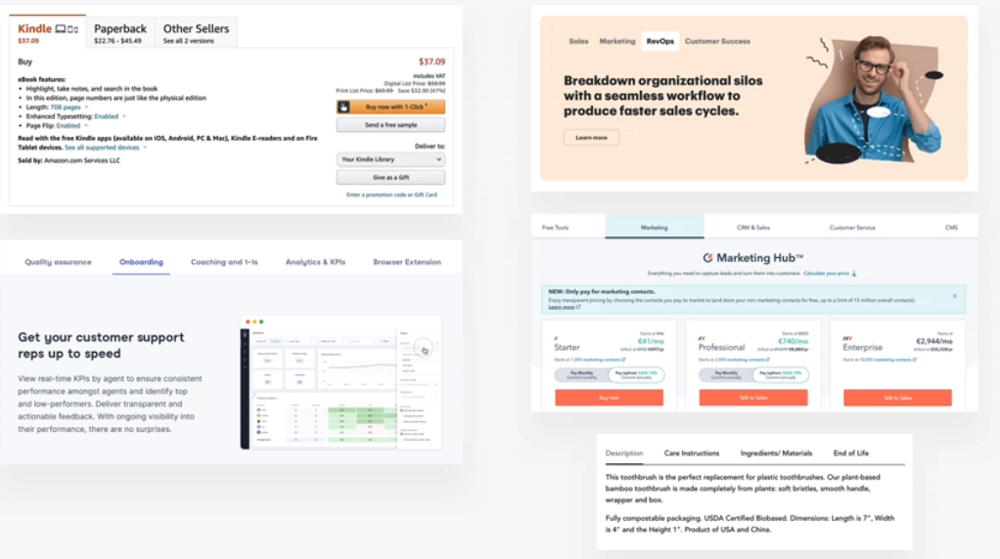 Kindle
$37.09
Paperback
$22.76 - $45.49
Other Sellers
See all 2 versions
Buy
$37.09
Includes VAT
eBook features:
Digital List Price: $69.99
• Highlight, take notes, and search in the book
Print List Price: $69.99 Save $32.90 (47%)
• In this edition, page numbers are just like the physical edition
• Length: 708 pages
Buy now with 1-Click
• Enhanced Typesetting: Enabled
• Page Flip: Enabled
Send a free sample
Read with the free Kindle apps (available on iOS, Android, PC & Mac), Kindle E-readers and on Fire
Tablet devices. See all supported devices
Deliver to:
Sold by: Amazon.com Services LLC
Your Kindle Library
Give as a Gift
Enter a promotion code or Gift Card
Sales Marketing RevOps Customer Success
Breakdown organizational silos
with a seamless workflow to
produce faster sales cycles.
Learn more
Quality assurance Onboarding Coaching and 1-1s Analytics & KPIs Browser Extension
Get your customer support
reps up to speed
View real-time KPIs by agent to ensure consistent
performance amongst agents and identify top
and low-performers. Deliver transparent and
actionable feedback. With ongoing visibility into
their performance, there are no surprises.
Free Tools Marketing CRM & Sales Customer Service CMS
Marketing Hub™
Everything you need to capture leads and turn them into customers. Calculate your price
NEW: Only pay for marketing contacts.
Enjoy transparent pricing by choosing the contacts you pay to market to (and store your non-marketing contacts for free, up to a limit of 15 million overall contacts).
Learn more
Starter
Starts at
€41/mo
Starts at 1,000 marketing contacts
Pay Monthly
Commit monthly
Pay Upfront SAVE 10%
Commit annually
Buy now
Professional
Starts at
€740/mo
Starts at 2,000 marketing contacts
Pay Monthly
Commit annually
Pay Upfront SAVE 10%
Commit annually
Talk to Sales
Enterprise
Starts at
€2,944/mo
Starts at 10,000 marketing contacts
Talk to Sales
Description Care Instructions Ingredients/ Materials End of Life
This toothbrush is the perfect replacement for plastic toothbrushes. Our plant-based
bamboo toothbrush is made completely from plants: soft bristles, smooth handle,
wrapper and box.
Fully compostable packaging. USDA Certified Biobased. Dimensions: Length is 7", Width
is 4" and the Height 1". Product of USA and China.